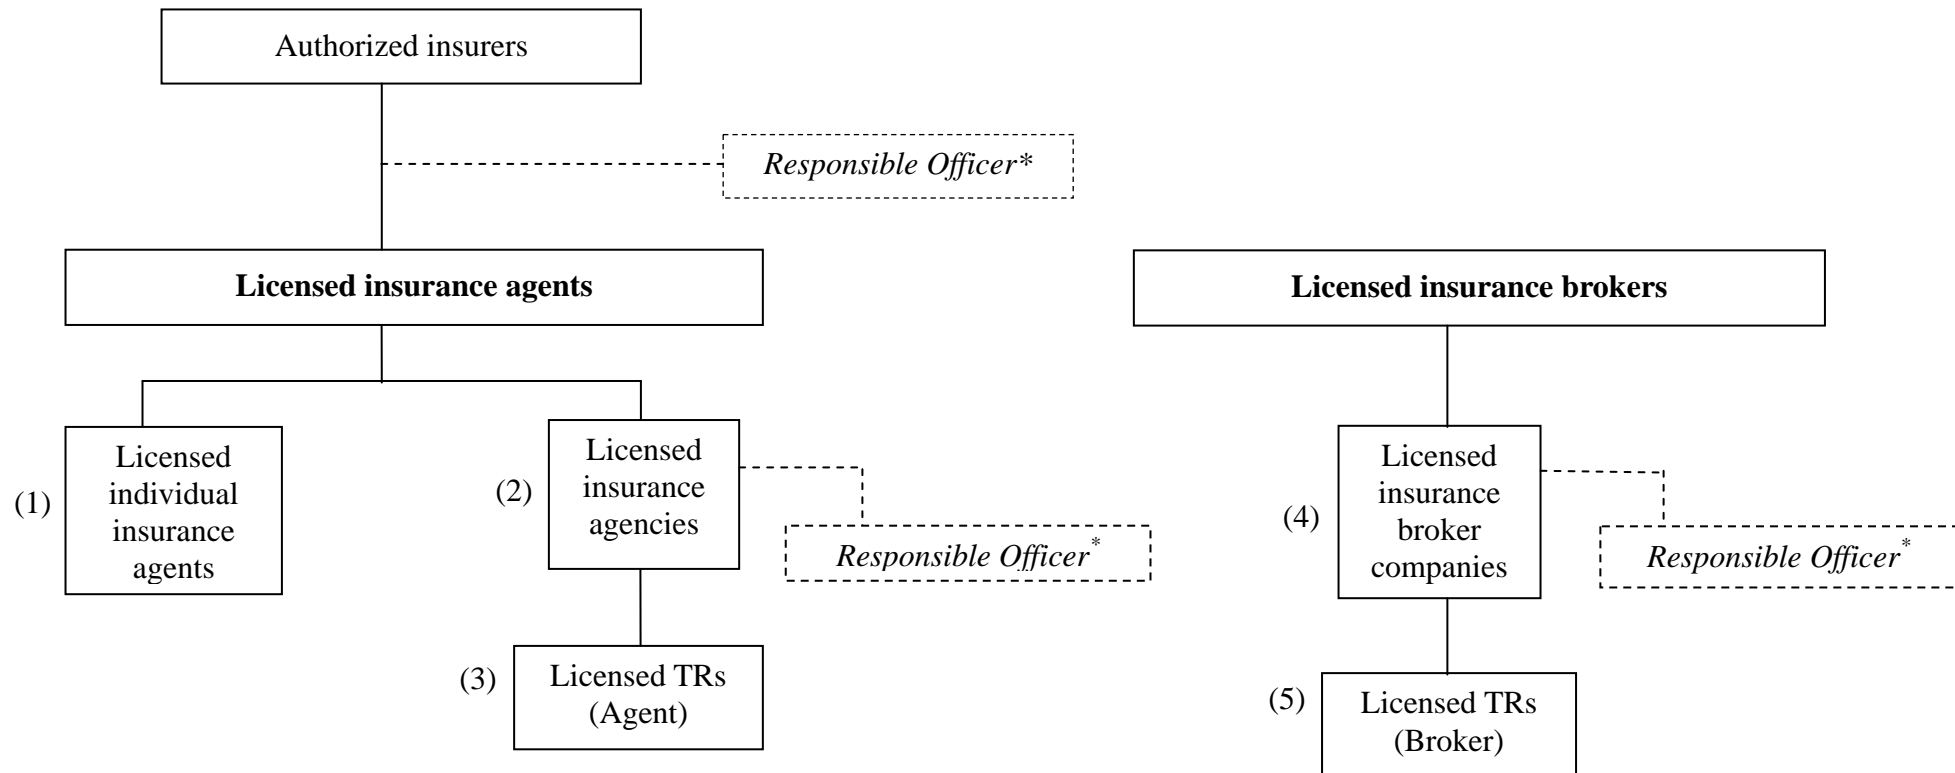 Authorized insurers
Responsible Officer*
Licensed insurance agents
Licensed insurance brokers
(1)
Licensed
individual
insurance
agents
(2)
Licensed
insurance
agencies
Responsible Officer*
(3)
Licensed TRs
(Agent)
(4)
Licensed
insurance
broker
companies
Responsible Officer*
(5)
Licensed TRs
(Broker)